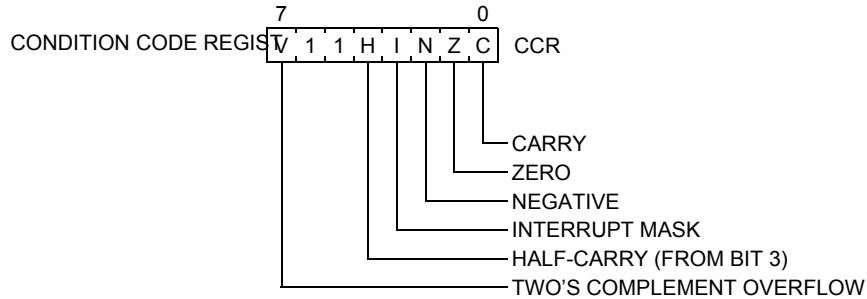 7 0
CONDITION CODE REGIST V 1 1 H I N Z C CCR
CARRY
ZERO
NEGATIVE
INTERRUPT MASK
HALF-CARRY (FROM BIT 3)
TWO'S COMPLEMENT OVERFLOW